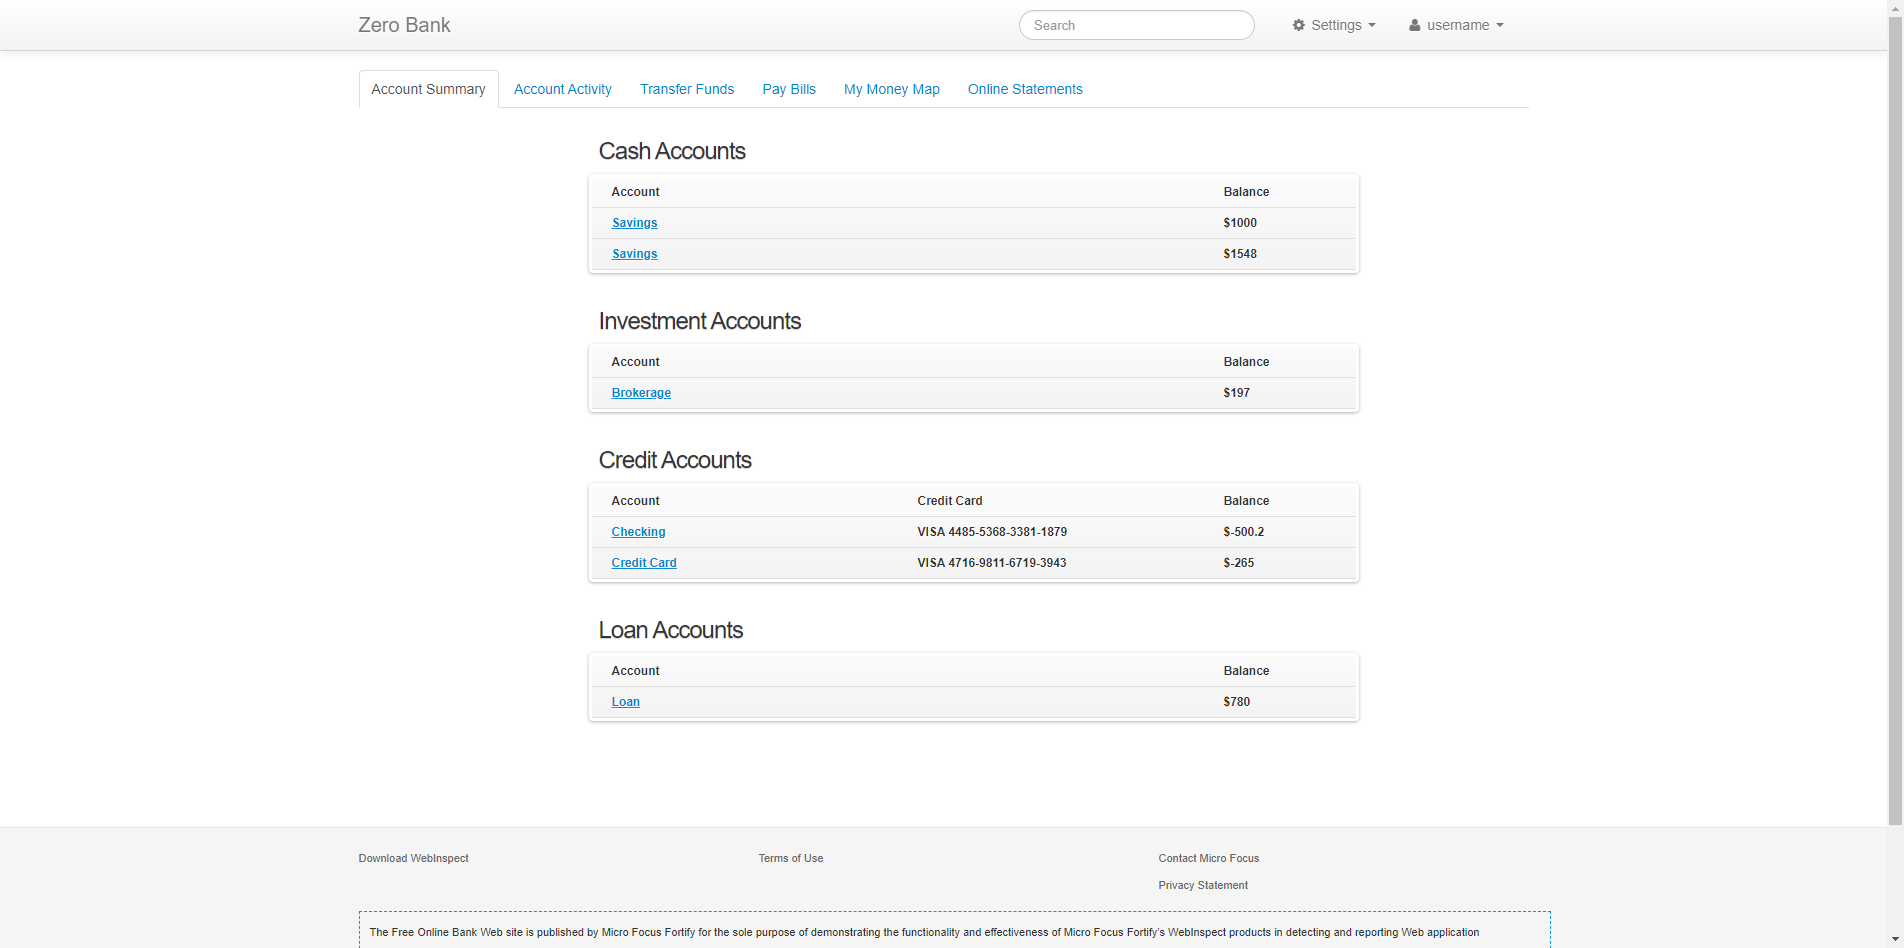 Zero Bank
Search
Settings
username
Account Summary
Account Activity
Transfer Funds
Pay Bills
My Money Map
Online Statements
Cash Accounts
Account Balance
Savings $1000
Savings $1548
Investment Accounts
Account Balance
Brokerage $197
Credit Accounts
Account Credit Card Balance
Checking VISA 4485-5368-3381-1879 $-500.2
Credit Card VISA 4716-9811-6719-3943 $-265
Loan Accounts
Account Balance
Loan $780
Download WebInspect
Terms of Use
Contact Micro Focus
Privacy Statement
The Free Online Bank Web site is published by Micro Focus Fortify for the sole purpose of demonstrating the functionality and effectiveness of Micro Focus Fortify's WebInspect products in detecting and reporting Web application